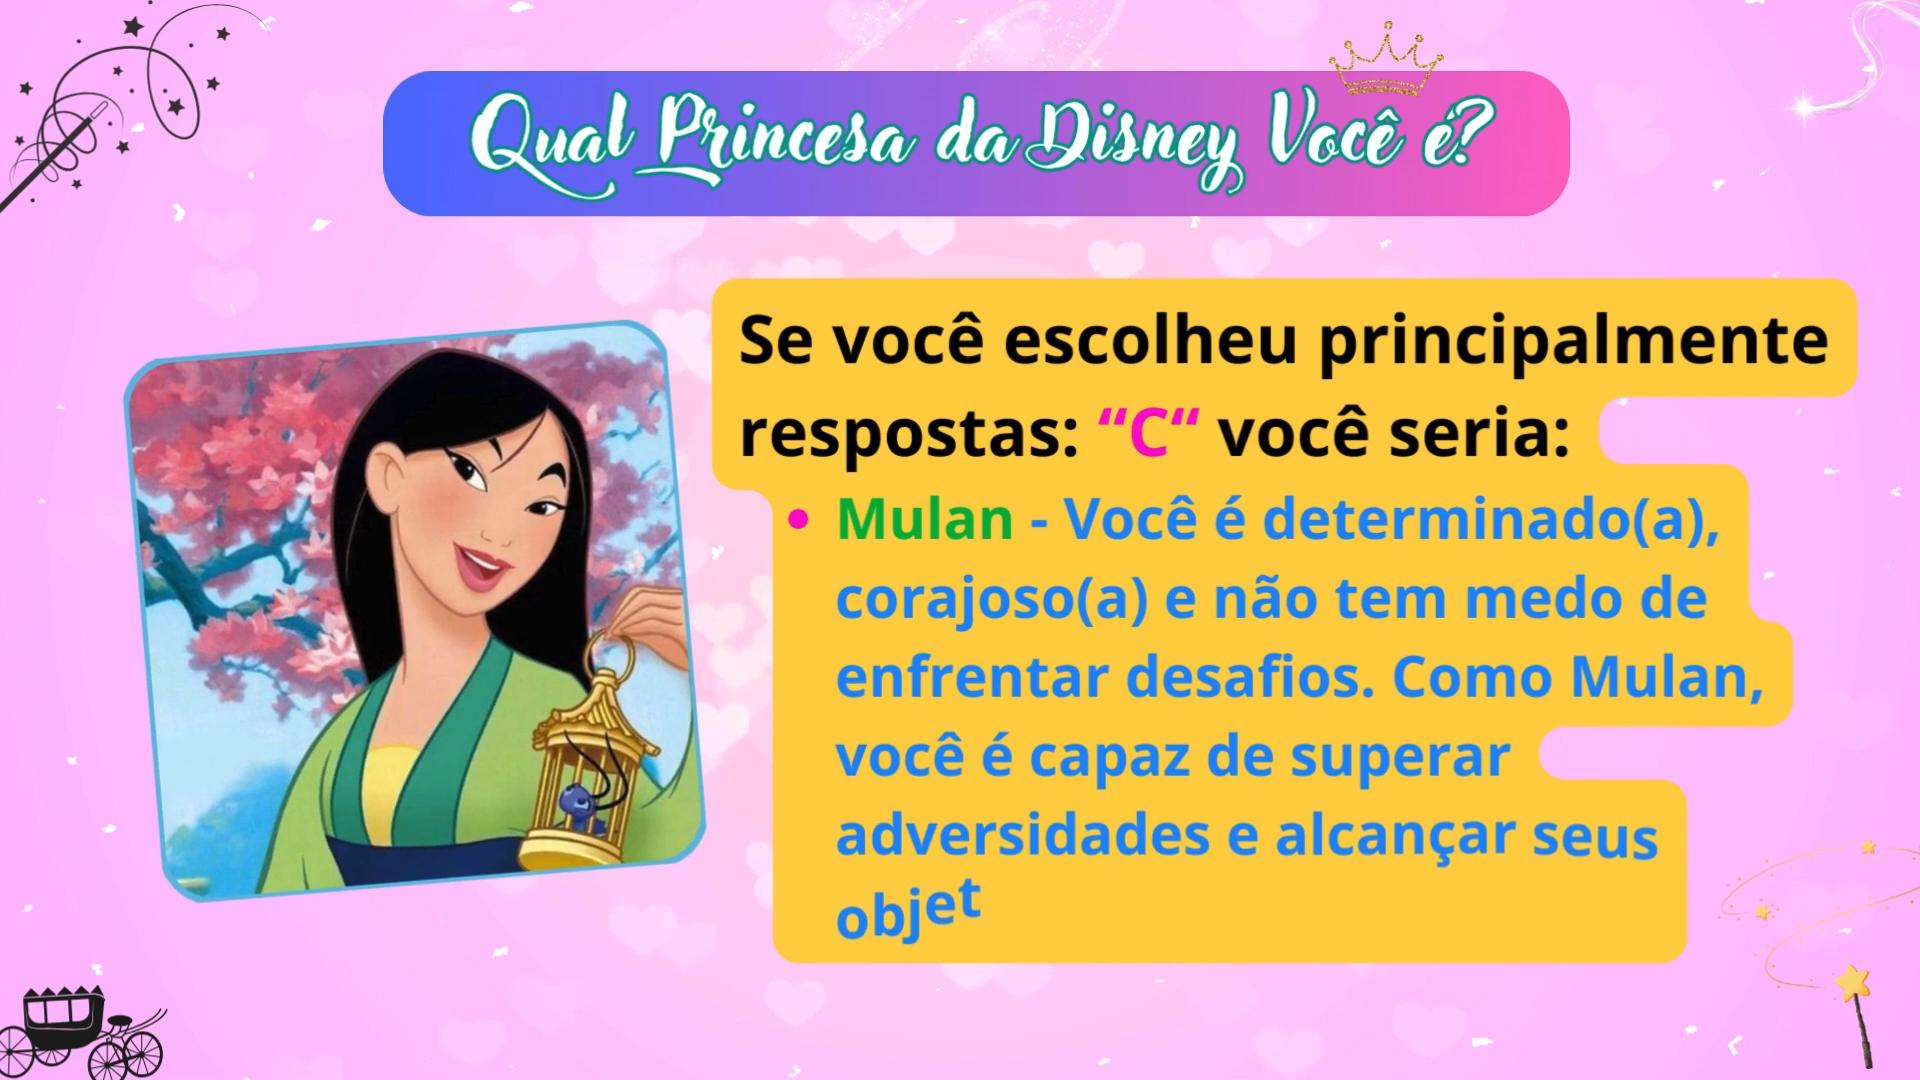 Qual Princesa da Disney Você é?
Se você escolheu principalmente
respostas: “C“ você seria:
• Mulan - Você é determinado(a),
corajoso(a) e não tem medo de
enfrentar desafios. Como Mulan,
você é capaz de superar
adversidades e alcançar seus
objet